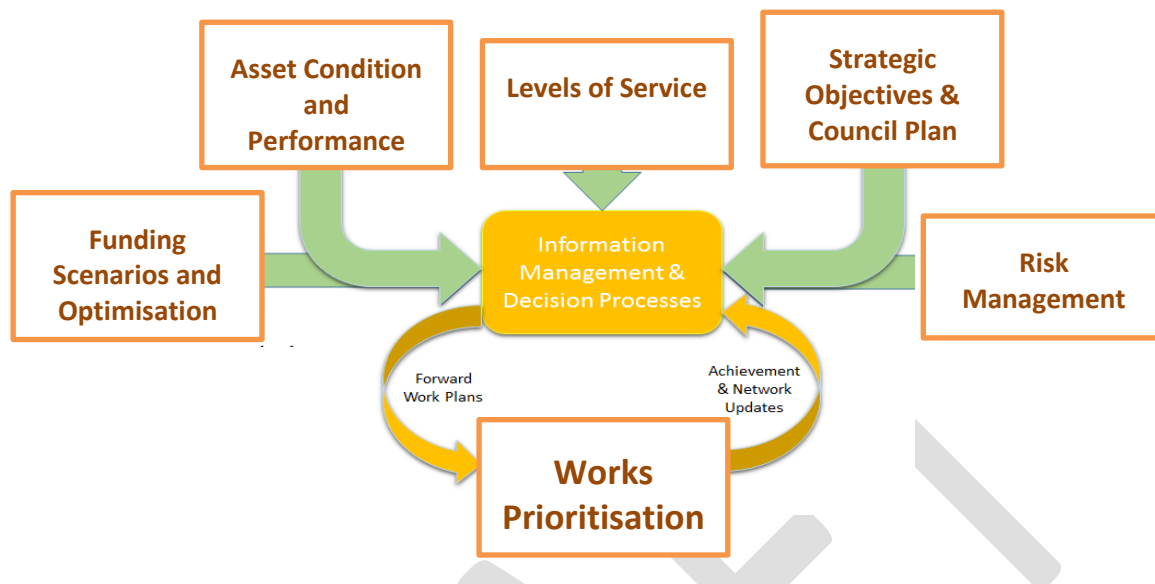 Asset Condition
and
Performance
Levels of Service
Strategic
Objectives &
Council Plan
Funding
Scenarios and
Optimisation
Information
Management &
Decision Processes
Risk
Management
Forward
Work Plans
Achievement
& Network
Updates
Works
Prioritisation